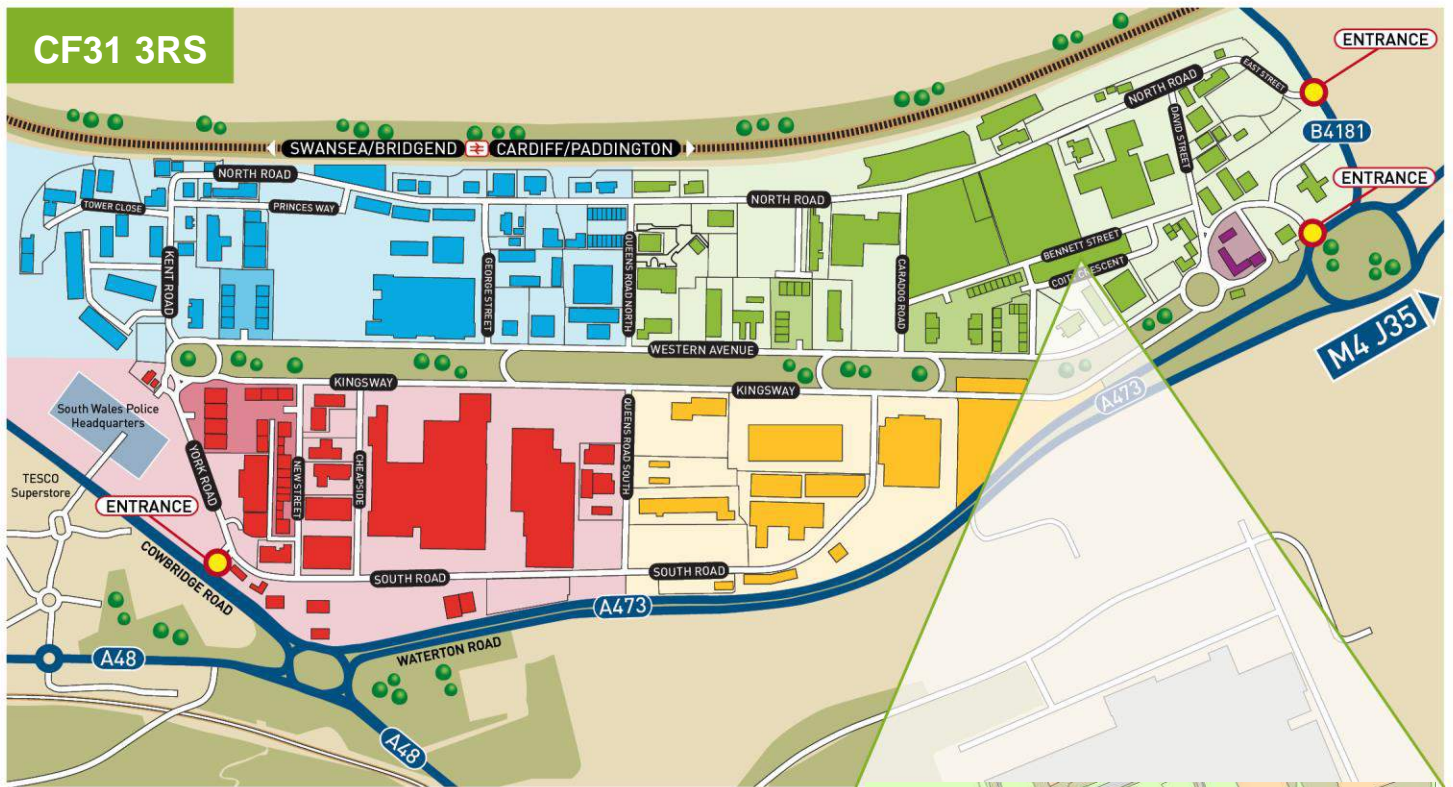 CF31 3RS
ENTRANCE
EAST STREET
NORTH ROAD
B4181
DAVID STREET
SWANSEA/BRIDGEND
CARDIFF/PADDINGTON
NORTH ROAD
ENTRANCE
TOWER CLOSE
PRINCES WAY
NORTH ROAD
BENNETT STREET
KENT ROAD
GEORGE STREET
QUEENS ROAD NORTH
CARADOG ROAD
CRESCENT
M4 J35
WESTERN AVENUE
KINGSWAY
KINGSWAY
A473
South Wales Police
Headquarters
QUEENS ROAD SOUTH
YORK ROAD
NEW STREET
CHEAPSIDE
TESCO
Superstore
ENTRANCE
COWBRIDGE ROAD
SOUTH ROAD
SOUTH ROAD
A473
WATERTON ROAD
A48
A48